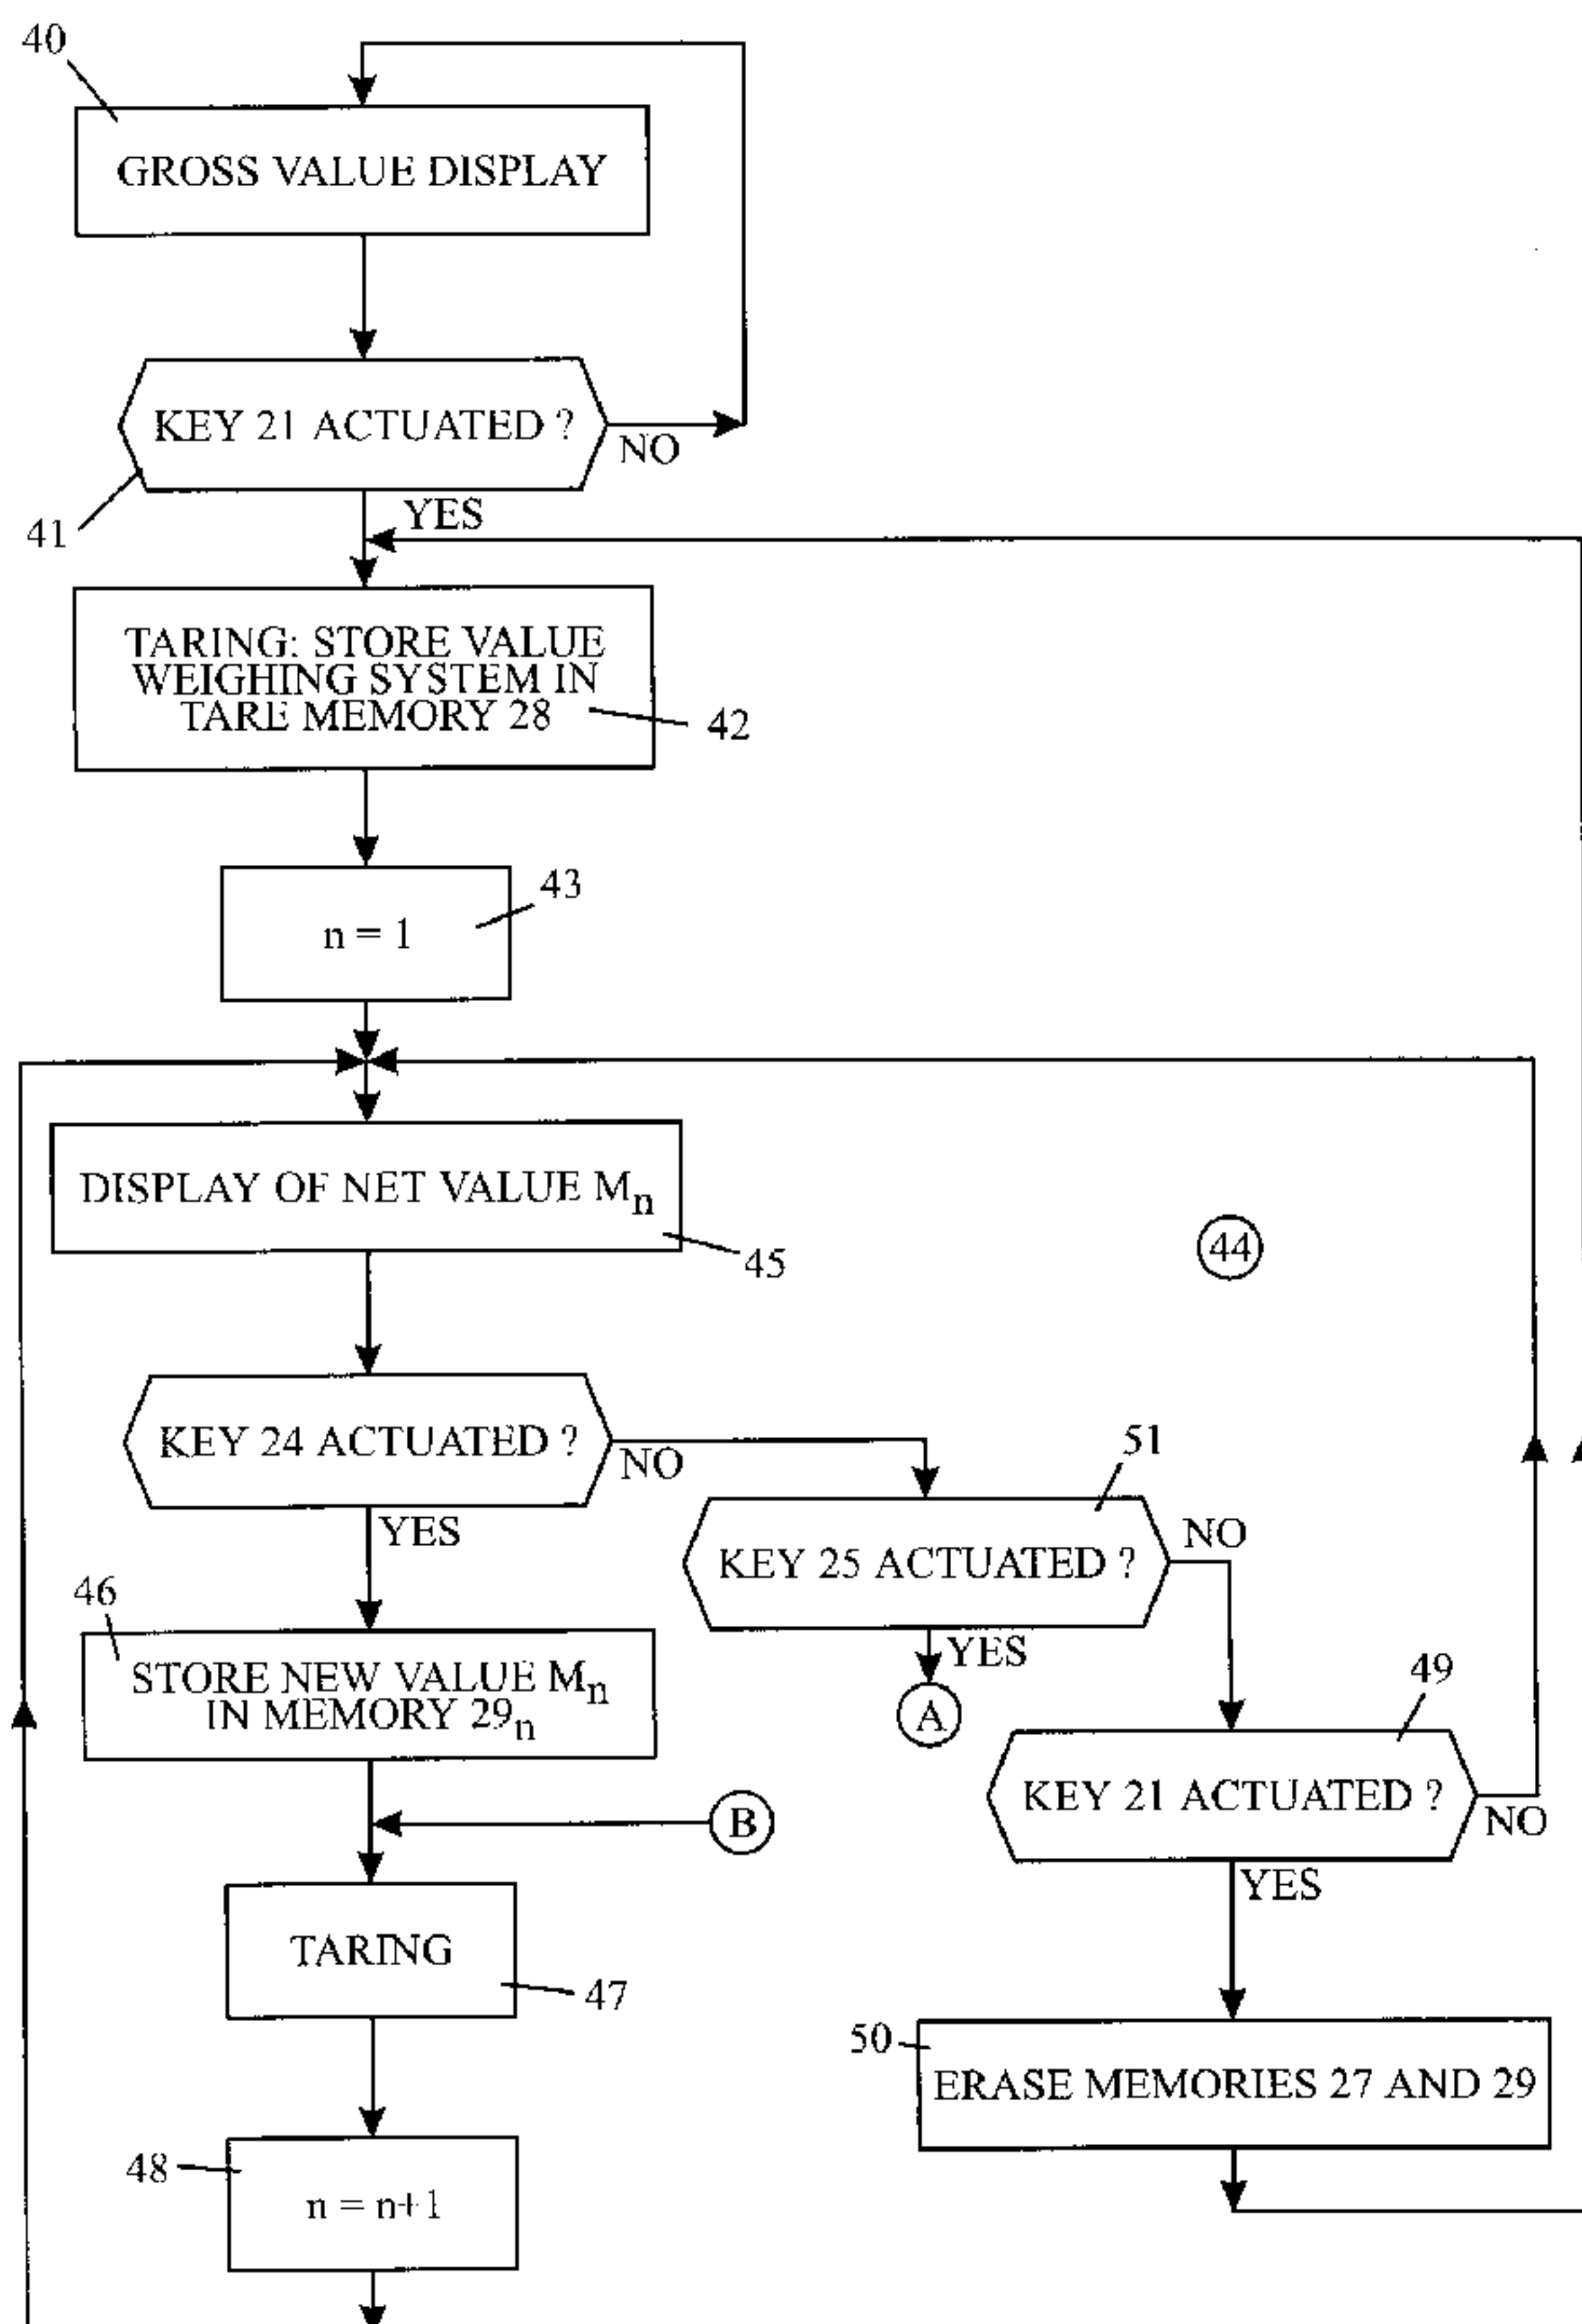 40
GROSS VALUE DISPLAY
KEY 21 ACTUATED ?
NO
41
YES
TARING: STORE VALUE
WEIGHING SYSTEM IN
TARE MEMORY 28
42
43
n = 1
DISPLAY OF NET VALUE Mn
45
44
KEY 24 ACTUATED ?
NO
51
YES
KEY 25 ACTUATED ?
NO
46
YES
STORE NEW VALUE Mn
IN MEMORY 29n
A
49
KEY 21 ACTUATED ?
NO
B
YES
TARING
47
50
ERASE MEMORIES 27 AND 29
48
n = n+1